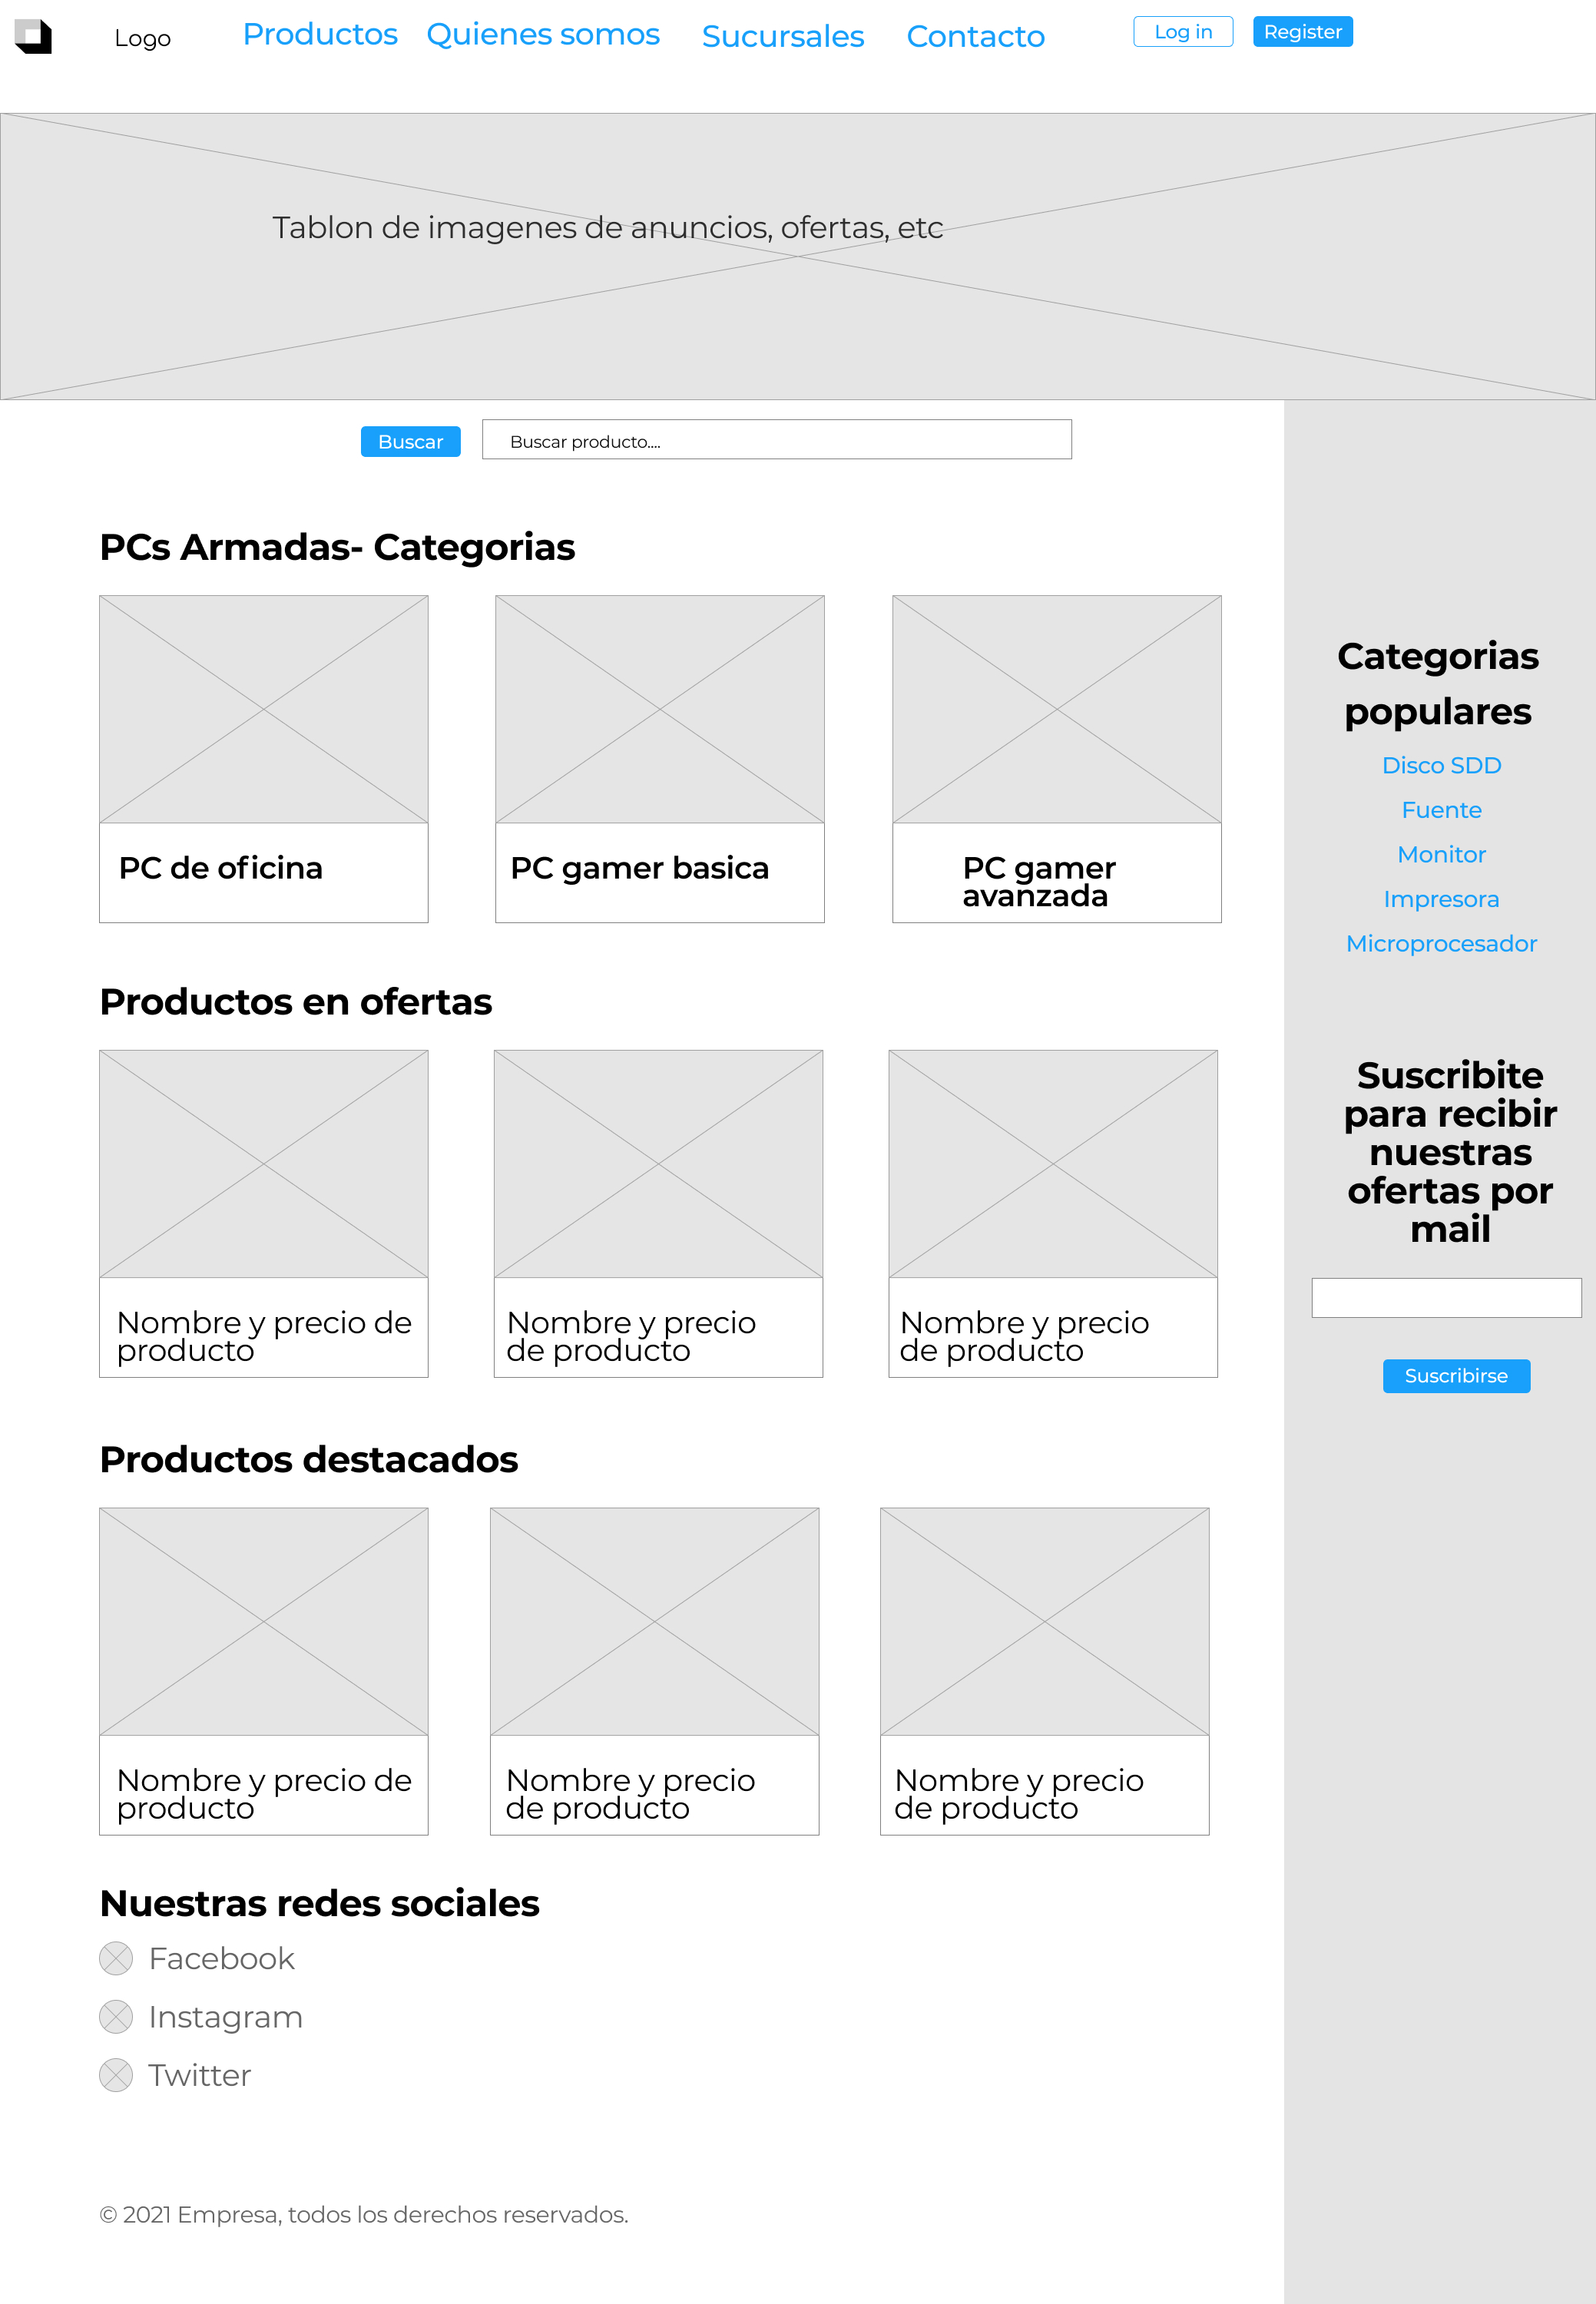 Logo
Productos
Quienes somos
Sucursales
Contacto
Log in
Register
Tablon de imagenes de anuncios, ofertas, etc
Buscar
Buscar producto....
PCs Armadas- Categorias
PC de oficina
PC gamer basica
PC gamer
avanzada
Productos en ofertas
Nombre y precio de
producto
Nombre y precio
de producto
Nombre y precio
de producto
Productos destacados
Nombre y precio de
producto
Nombre y precio
de producto
Nombre y precio
de producto
Nuestras redes sociales
Facebook
Instagram
Twitter
© 2021 Empresa, todos los derechos reservados.
Categorias
populares
Disco SDD
Fuente
Monitor
Impresora
Microprocesador
Suscribite
para recibir
nuestras
ofertas por
mail
Suscribirse